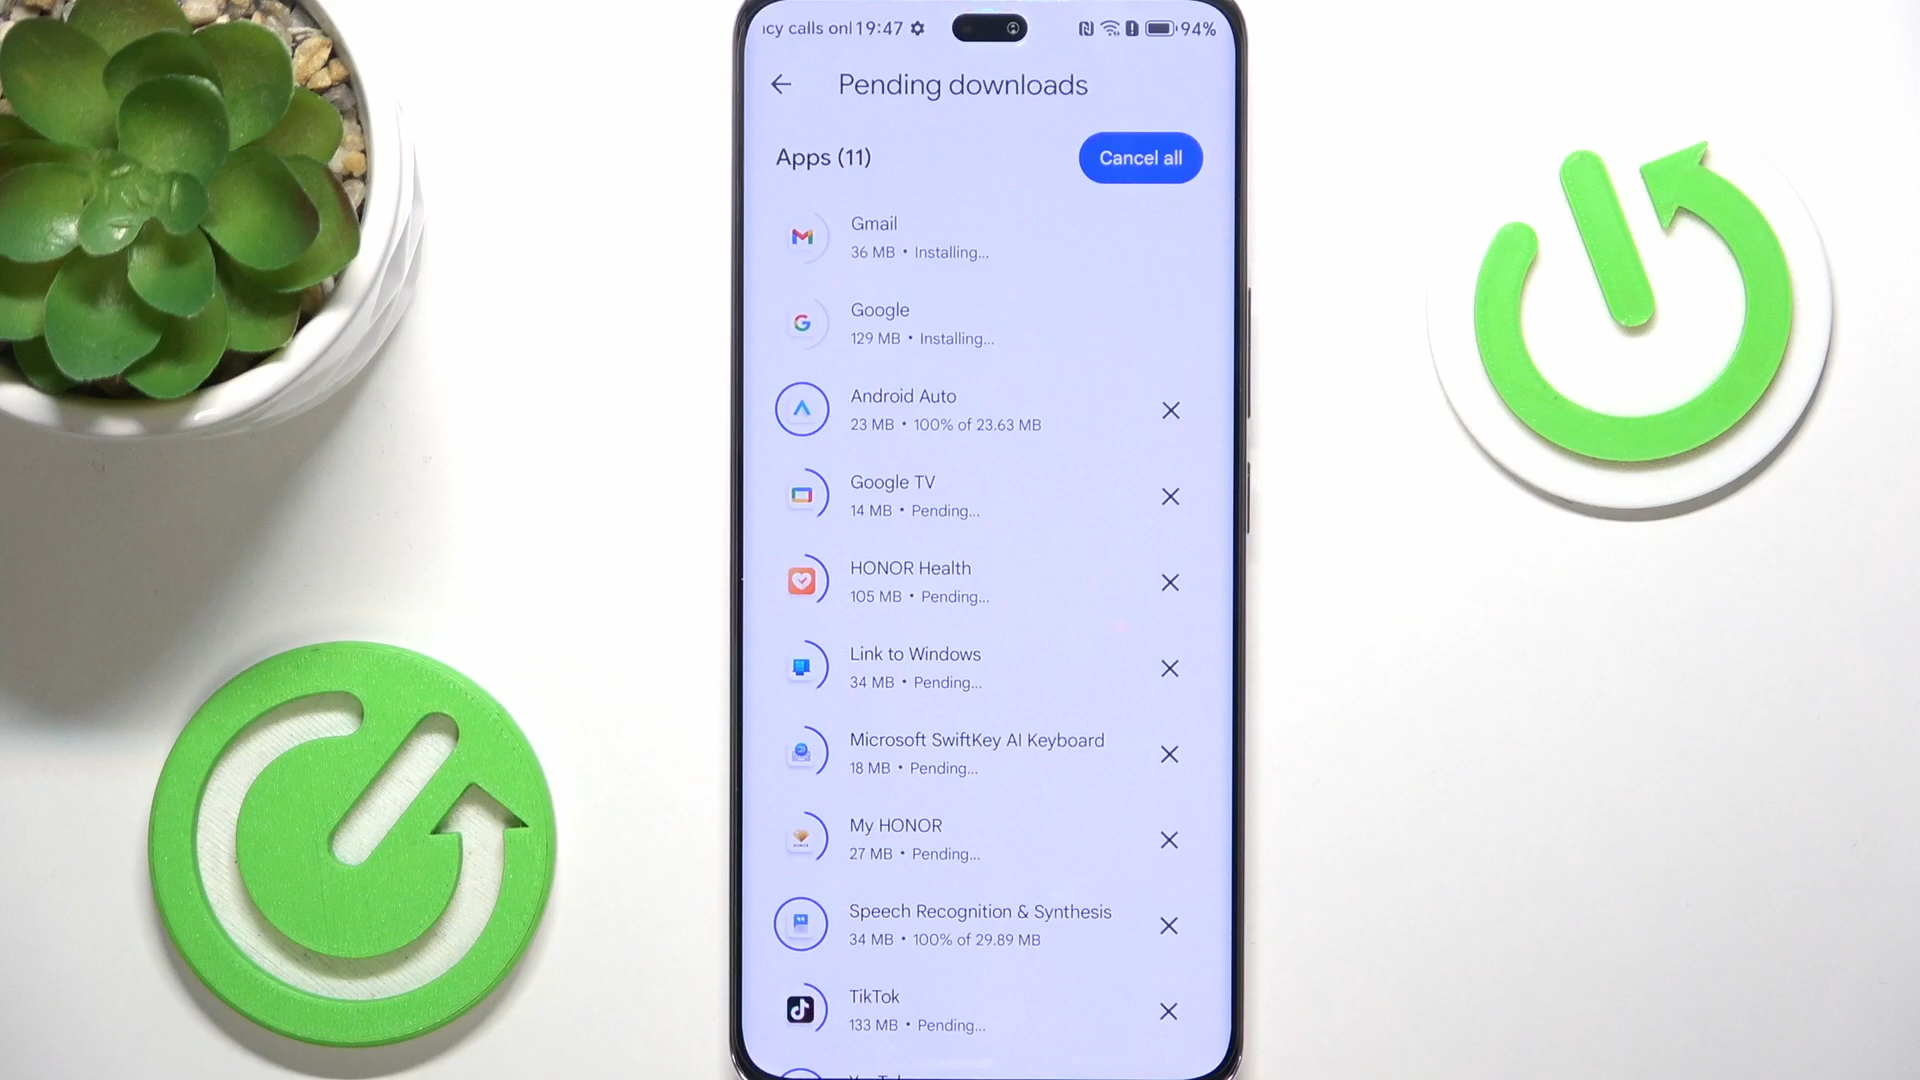 ıcy calls onl 19:47 94%
Pending downloads
Apps (11)
Cancel all
Gmail
36 MB • Installing...
Google
129 MB • Installing...
Android Auto
23 MB • 100% of 23.63 MB
Google TV
14 MB • Pending...
HONOR Health
105 MB • Pending...
Link to Windows
34 MB • Pending...
Microsoft SwiftKey AI Keyboard
18 MB • Pending...
My HONOR
27 MB • Pending...
Speech Recognition & Synthesis
34 MB • 100% of 29.89 MB
TikTok
133 MB • Pending...